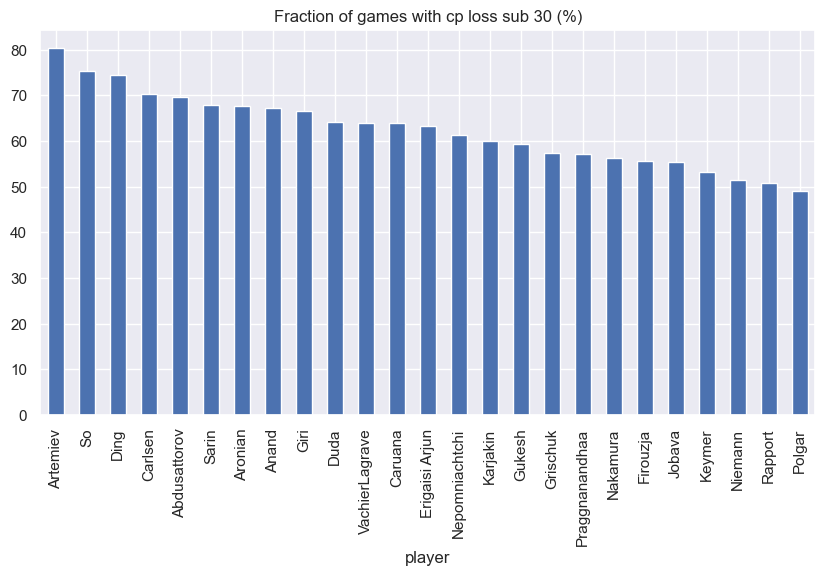 Fraction of games with cp loss sub 30 (%)
80
70
60
50
40
30
20
10
0
Artemiev
So
Ding
Carlsen
Abdusattorov
Sarin
Aronian
Anand
Giri
Duda
VachierLagrave
Caruana
Erigaisi Arjun
Nepomniachtchi
Karjakin
Gukesh
Grischuk
Praggnanandhaa
Nakamura
Firouzja
Jobava
Keymer
Niemann
Rapport
Polgar
player